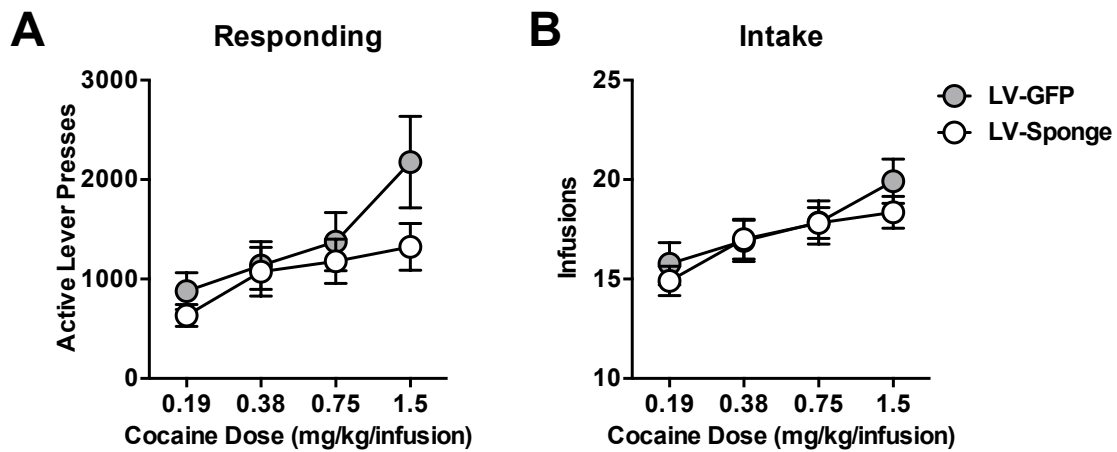 A
Responding
Active Lever Presses
3000
2000
1000
0
0.19 0.38 0.75 1.5
Cocaine Dose (mg/kg/infusion)
B
Intake
Infusions
25
20
15
10
0.19 0.38 0.75 1.5
Cocaine Dose (mg/kg/infusion)
LV-GFP
LV-Sponge